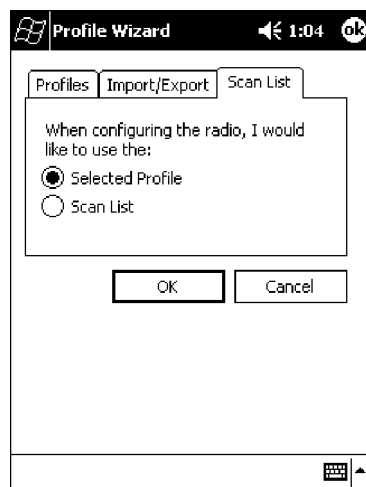 Profile Wizard 1:04 ok
Profiles Import/Export Scan List
When configuring the radio, I would
like to use the:
Selected Profile
Scan List
OK Cancel